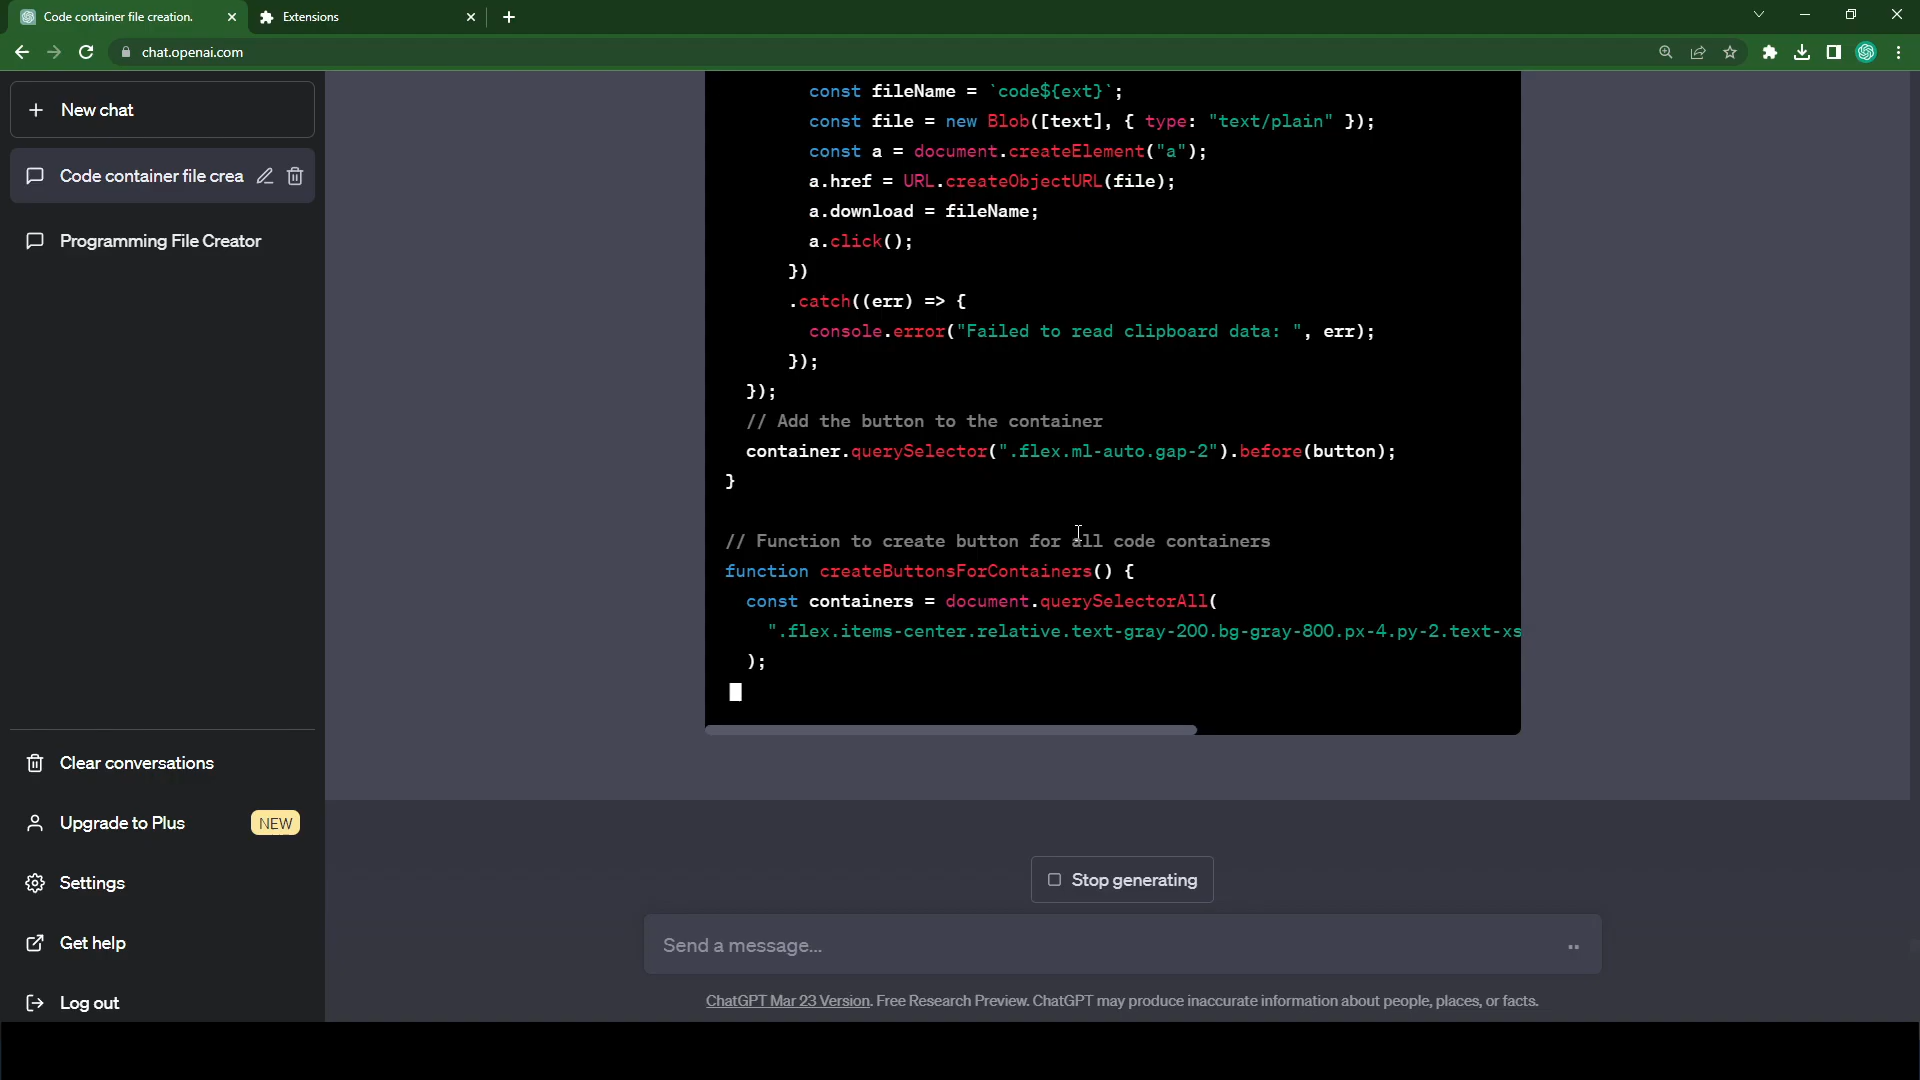 Code container file creation.
Extensions
chat.openai.com
New chat
Code container file crea
Programming File Creator
const fileName = `code${ext}`;
const file = new Blob([text], { type: "text/plain" });
const a = document.createElement("a");
a.href = URL.createObjectURL(file);
a.download = fileName;
a.click();
})
.catch((err) => {
console.error("Failed to read clipboard data: ", err);
});
});
// Add the button to the container
container.querySelector(".flex.ml-auto.gap-2").before(button);
}
// Function to create button for all code containers
function createButtonsForContainers() {
const containers = document.querySelectorAll(
".flex.items-center.relative.text-gray-200.bg-gray-800.px-4.py-2.text-xs
);
Clear conversations
Upgrade to Plus NEW
Settings
Get help
Log out
Stop generating
Send a message...
ChatGPT Mar 23 Version. Free Research Preview. ChatGPT may produce inaccurate information about people, places, or facts.